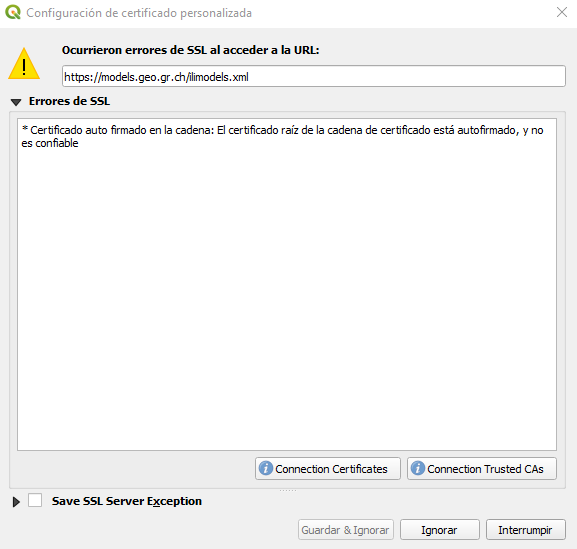 Configuración de certificado personalizada
Ocurrieron errores de SSL al acceder a la URL:
https://models.geo.gr.ch/ilimodels.xml
Errores de SSL
* Certificado auto firmado en la cadena: El certificado raíz de la cadena de certificado está autofirmado, y no
es confiable
Connection Certificates
Connection Trusted CAs
Save SSL Server Exception
Guardar & Ignorar
Ignorar
Interrumpir